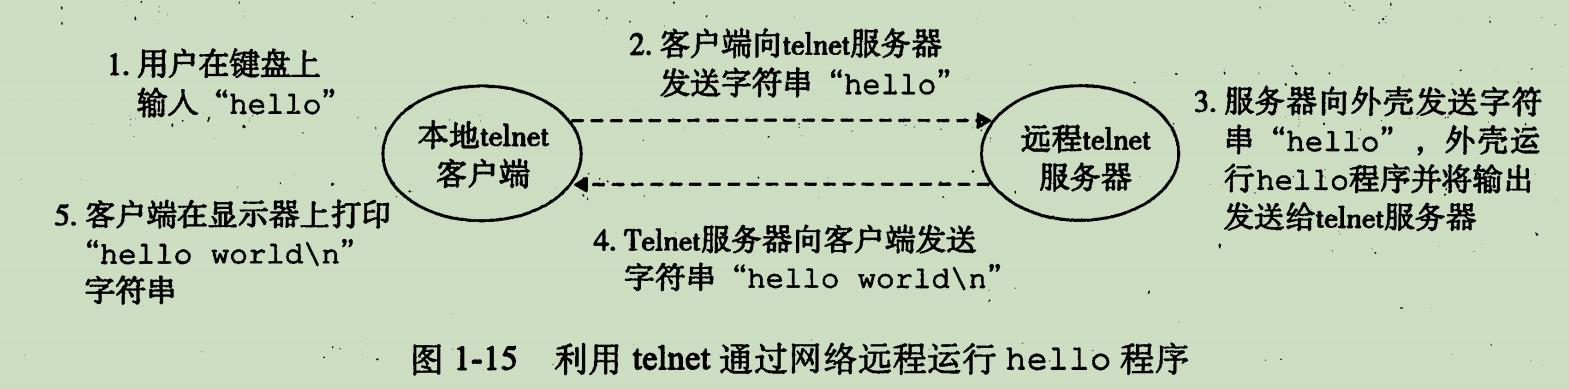 1. 用户在键盘上
输入“hello”
2. 客户端向telnet服务器
发送字符串“hello”
本地telnet
客户端
远程telnet
服务器
3. 服务器向外壳发送字符
串“hello”，外壳运
行hello程序并将输出
发送给telnet服务器
4. Telnet服务器向客户端发送
字符串“hello world\n”
5. 客户端在显示器上打印
“hello world\n”
字符串
图 1-15 利用 telnet 通过网络远程运行 hello 程序